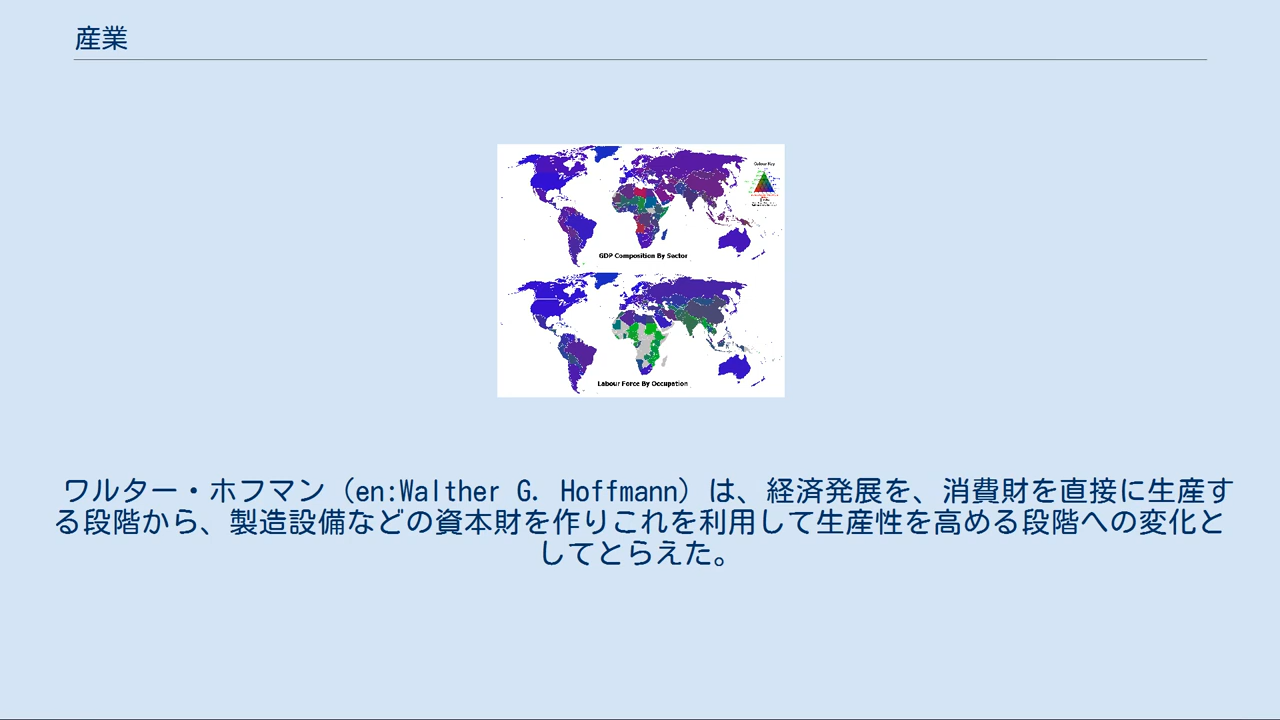 産業
Colour Key
GDP Composition By Sector
Labour Force By Occupation
ワルター・ホフマン（en:Walther G. Hoffmann）は、経済発展を、消費財を直接に生産す
る段階から、製造設備などの資本財を作りこれを利用して生産性を高める段階への変化と
してとらえた。